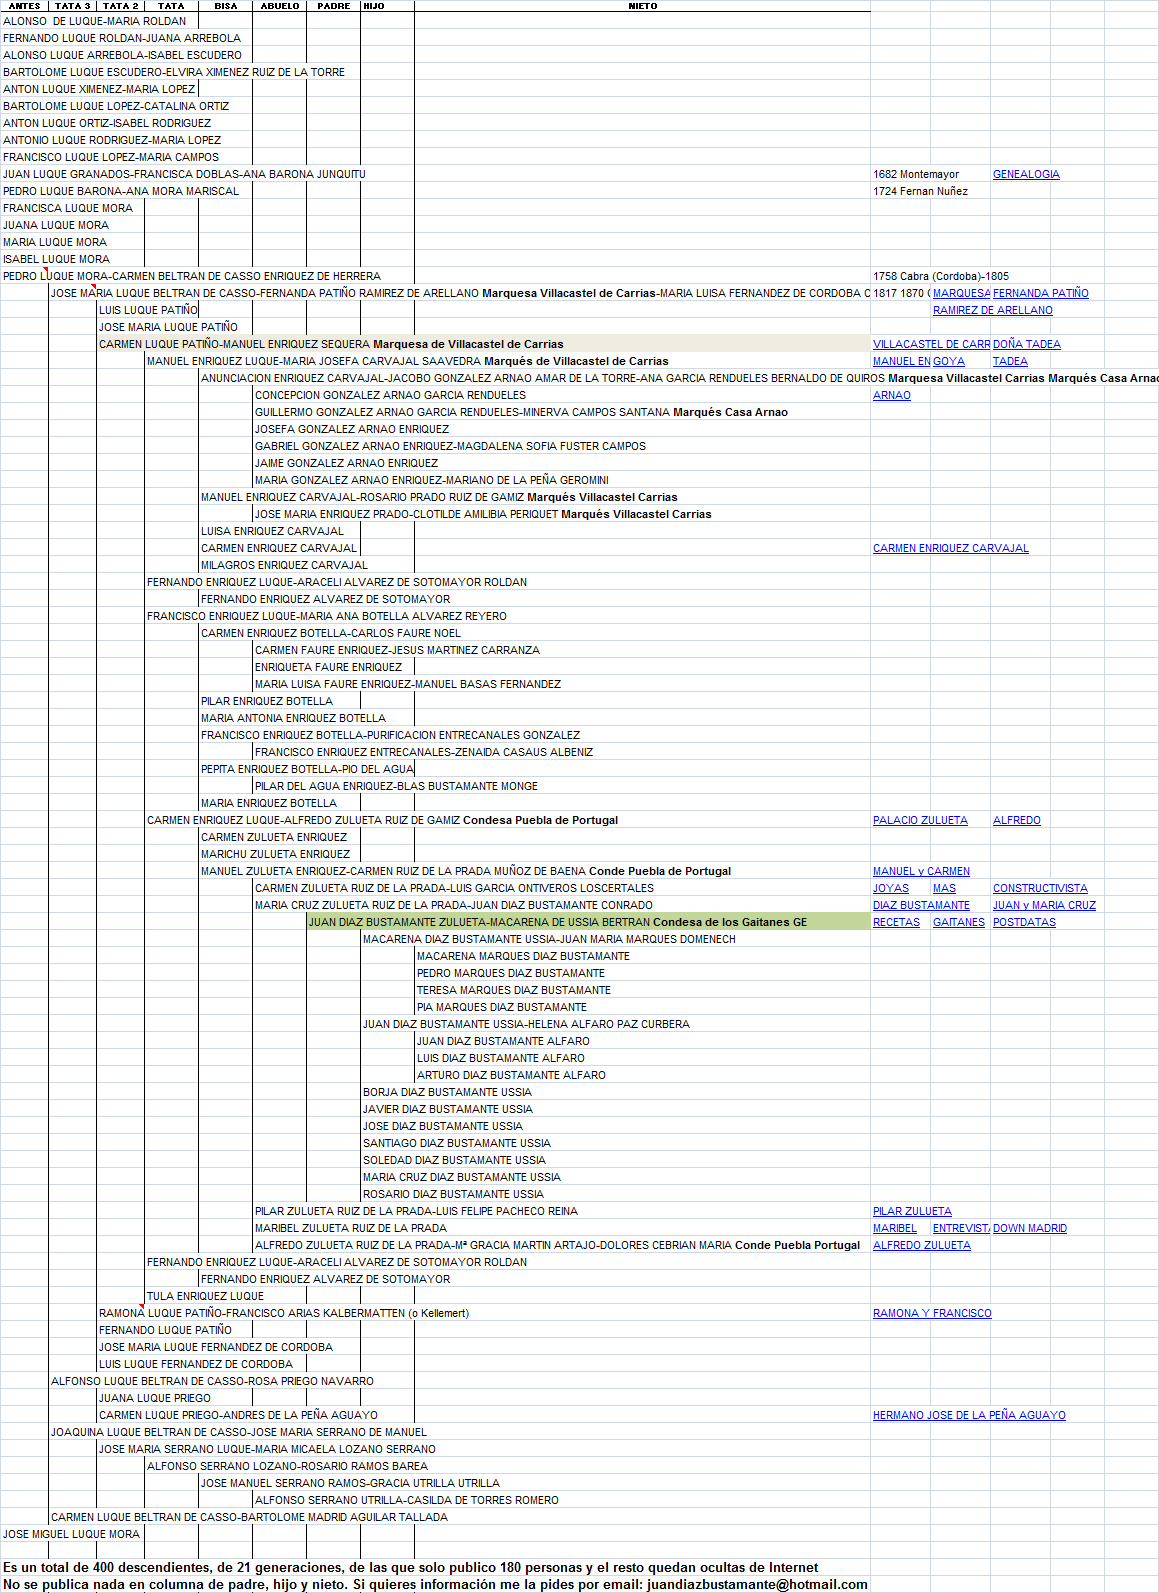 ANTES TATA 3 TATA 2 TATA BISA ABUELO PADRE HIJO NIETO
ALONSO DE LUQUE-MARIA ROLDAN
FERNANDO LUQUE ROLDAN-JUANA ARREBOLA
ALONSO LUQUE ARREBOLA-ISABEL ESCUDERO
BARTOLOME LUQUE ESCUDERO-ELVIRA XIMENEZ RUIZ DE LA TORRE
ANTON LUQUE XIMENEZ-MARIA LOPEZ
BARTOLOME LUQUE LOPEZ-CATALINA ORTIZ
ANTON LUQUE ORTIZ-ISABEL RODRIGUEZ
ANTONIO LUQUE RODRIGUEZ-MARIA LOPEZ
FRANCISCO LUQUE LOPEZ-MARIA CAMPOS
JUAN LUQUE GRANADOS-FRANCISCA DOBLAS-ANA BARONA JUNQUITU 1682 Montemayor GENEALOGIA
PEDRO LUQUE BARONA-ANA MORA MARISCAL 1724 Fernan Nuñez
FRANCISCA LUQUE MORA
JUANA LUQUE MORA
MARIA LUQUE MORA
ISABEL LUQUE MORA
PEDRO LUQUE MORA-CARMEN BELTRAN DE CASSO ENRIQUEZ DE HERRERA 1758 Cabra (Cordoba)-1805
JOSE MARIA LUQUE BELTRAN DE CASSO-FERNANDA PATIÑO RAMIREZ DE ARELLANO Marquesa Villacastel de Carrias-MARIA LUISA FERNANDEZ DE CORDOBA C 1817 1870 ( MARQUESA FERNANDA PATIÑO
LUIS LUQUE PATIÑO RAMIREZ DE ARELLANO
JOSE MARIA LUQUE PATIÑO
CARMEN LUQUE PATIÑO-MANUEL ENRIQUEZ SEQUERA Marquesa de Villacastel de Carrias VILLACASTEL DE CARR DOÑA TADEA
MANUEL ENRIQUEZ LUQUE-MARIA JOSEFA CARVAJAL SAAVEDRA Marqués de Villacastel de Carrias MANUEL EN GOYA TADEA
ANUNCIACION ENRIQUEZ CARVAJAL-JACOBO GONZALEZ ARNAO AMAR DE LA TORRE-ANA GARCIA RENDUELES BERNALDO DE QUIROS Marquesa Villacastel Carrias Marqués Casa Arnao
CONCEPCION GONZALEZ ARNAO GARCIA RENDUELES ARNAO
GUILLERMO GONZALEZ ARNAO GARCIA RENDUELES-MINERVA CAMPOS SANTANA Marqués Casa Arnao
JOSEFA GONZALEZ ARNAO ENRIQUEZ
GABRIEL GONZALEZ ARNAO ENRIQUEZ-MAGDALENA SOFIA FUSTER CAMPOS
JAIME GONZALEZ ARNAO ENRIQUEZ
MARIA GONZALEZ ARNAO ENRIQUEZ-MARIANO DE LA PEÑA GEROMINI
MANUEL ENRIQUEZ CARVAJAL-ROSARIO PRADO RUIZ DE GAMIZ Marqués Villacastel Carrias
JOSE MARIA ENRIQUEZ PRADO-CLOTILDE AMILIBIA PERIQUET Marqués Villacastel Carrias
LUISA ENRIQUEZ CARVAJAL
CARMEN ENRIQUEZ CARVAJAL CARMEN ENRIQUEZ CARVAJAL
MILAGROS ENRIQUEZ CARVAJAL
FERNANDO ENRIQUEZ LUQUE-ARACELI ALVAREZ DE SOTOMAYOR ROLDAN
FERNANDO ENRIQUEZ ALVAREZ DE SOTOMAYOR
FRANCISCO ENRIQUEZ LUQUE-MARIA ANA BOTELLA ALVAREZ REYERO
CARMEN ENRIQUEZ BOTELLA-CARLOS FAURE NOEL
CARMEN FAURE ENRIQUEZ-JESUS MARTINEZ CARRANZA
ENRIQUETA FAURE ENRIQUEZ
MARIA LUISA FAURE ENRIQUEZ-MANUEL BASAS FERNANDEZ
PILAR ENRIQUEZ BOTELLA
MARIA ANTONIA ENRIQUEZ BOTELLA
FRANCISCO ENRIQUEZ BOTELLA-PURIFICACION ENTRECANALES GONZALEZ
FRANCISCO ENRIQUEZ ENTRECANALES-ZENAIDA CASAUS ALBENIZ
PEPITA ENRIQUEZ BOTELLA-PIO DEL AGUA
PILAR DEL AGUA ENRIQUEZ-BLAS BUSTAMANTE MONGE
MARIA ENRIQUEZ BOTELLA
CARMEN ENRIQUEZ LUQUE-ALFREDO ZULUETA RUIZ DE GAMIZ Condesa Puebla de Portugal PALACIO ZULUETA ALFREDO
CARMEN ZULUETA ENRIQUEZ
MARICHU ZULUETA ENRIQUEZ
MANUEL ZULUETA ENRIQUEZ-CARMEN RUIZ DE LA PRADA MUÑOZ DE BAENA Conde Puebla de Portugal MANUEL y CARMEN
CARMEN ZULUETA RUIZ DE LA PRADA-LUIS GARCIA ONTIVEROS LOSCERTALES JOYAS MAS CONSTRUCTIVISTA
MARIA CRUZ ZULUETA RUIZ DE LA PRADA-JUAN DIAZ BUSTAMANTE CONRADO DIAZ BUSTAMANTE JUAN y MARIA CRUZ
JUAN DIAZ BUSTAMANTE ZULUETA-MACARENA DE USSIA BERTRAN Condesa de los Gaitanes GE RECETAS GAITANES POSTDATAS
MACARENA DIAZ BUSTAMANTE USSIA-JUAN MARIA MARQUES DOMENECH
MACARENA MARQUES DIAZ BUSTAMANTE
PEDRO MARQUES DIAZ BUSTAMANTE
TERESA MARQUES DIAZ BUSTAMANTE
PIA MARQUES DIAZ BUSTAMANTE
JUAN DIAZ BUSTAMANTE USSIA-HELENA ALFARO PAZ CURBERA
JUAN DIAZ BUSTAMANTE ALFARO
LUIS DIAZ BUSTAMANTE ALFARO
ARTURO DIAZ BUSTAMANTE ALFARO
BORJA DIAZ BUSTAMANTE USSIA
JAVIER DIAZ BUSTAMANTE USSIA
JOSE DIAZ BUSTAMANTE USSIA
SANTIAGO DIAZ BUSTAMANTE USSIA
SOLEDAD DIAZ BUSTAMANTE USSIA
MARIA CRUZ DIAZ BUSTAMANTE USSIA
ROSARIO DIAZ BUSTAMANTE USSIA
PILAR ZULUETA RUIZ DE LA PRADA-LUIS FELIPE PACHECO REINA PILAR ZULUETA
MARIBEL ZULUETA RUIZ DE LA PRADA MARIBEL ENTREVISTA DOWN MADRID
ALFREDO ZULUETA RUIZ DE LA PRADA-Mª GRACIA MARTIN ARTAJO-DOLORES CEBRIAN MARIA Conde Puebla Portugal ALFREDO ZULUETA
FERNANDO ENRIQUEZ LUQUE-ARACELI ALVAREZ DE SOTOMAYOR ROLDAN
FERNANDO ENRIQUEZ ALVAREZ DE SOTOMAYOR
TULA ENRIQUEZ LUQUE
RAMONA LUQUE PATIÑO-FRANCISCO ARIAS KALBERMATTEN (o Kellemert) RAMONA Y FRANCISCO
FERNANDO LUQUE PATIÑO
JOSE MARIA LUQUE FERNANDEZ DE CORDOBA
LUIS LUQUE FERNANDEZ DE CORDOBA
ALFONSO LUQUE BELTRAN DE CASSO-ROSA PRIEGO NAVARRO
JUANA LUQUE PRIEGO
CARMEN LUQUE PRIEGO-ANDRES DE LA PEÑA AGUAYO HERMANO JOSE DE LA PEÑA AGUAYO
JOAQUINA LUQUE BELTRAN DE CASSO-JOSE MARIA SERRANO DE MANUEL
JOSE MARIA SERRANO LUQUE-MARIA MICAELA LOZANO SERRANO
ALFONSO SERRANO LOZANO-ROSARIO RAMOS BAREA
JOSE MANUEL SERRANO RAMOS-GRACIA UTRILLA UTRILLA
ALFONSO SERRANO UTRILLA-CASILDA DE TORRES ROMERO
CARMEN LUQUE BELTRAN DE CASSO-BARTOLOME MADRID AGUILAR TALLADA
JOSE MIGUEL LUQUE MORA
Es un total de 400 descendientes, de 21 generaciones, de las que solo publico 180 personas y el resto quedan ocultas de Internet
No se publica nada en columna de padre, hijo y nieto. Si quieres información me la pides por email: juandiazbustamante@hotmail.com